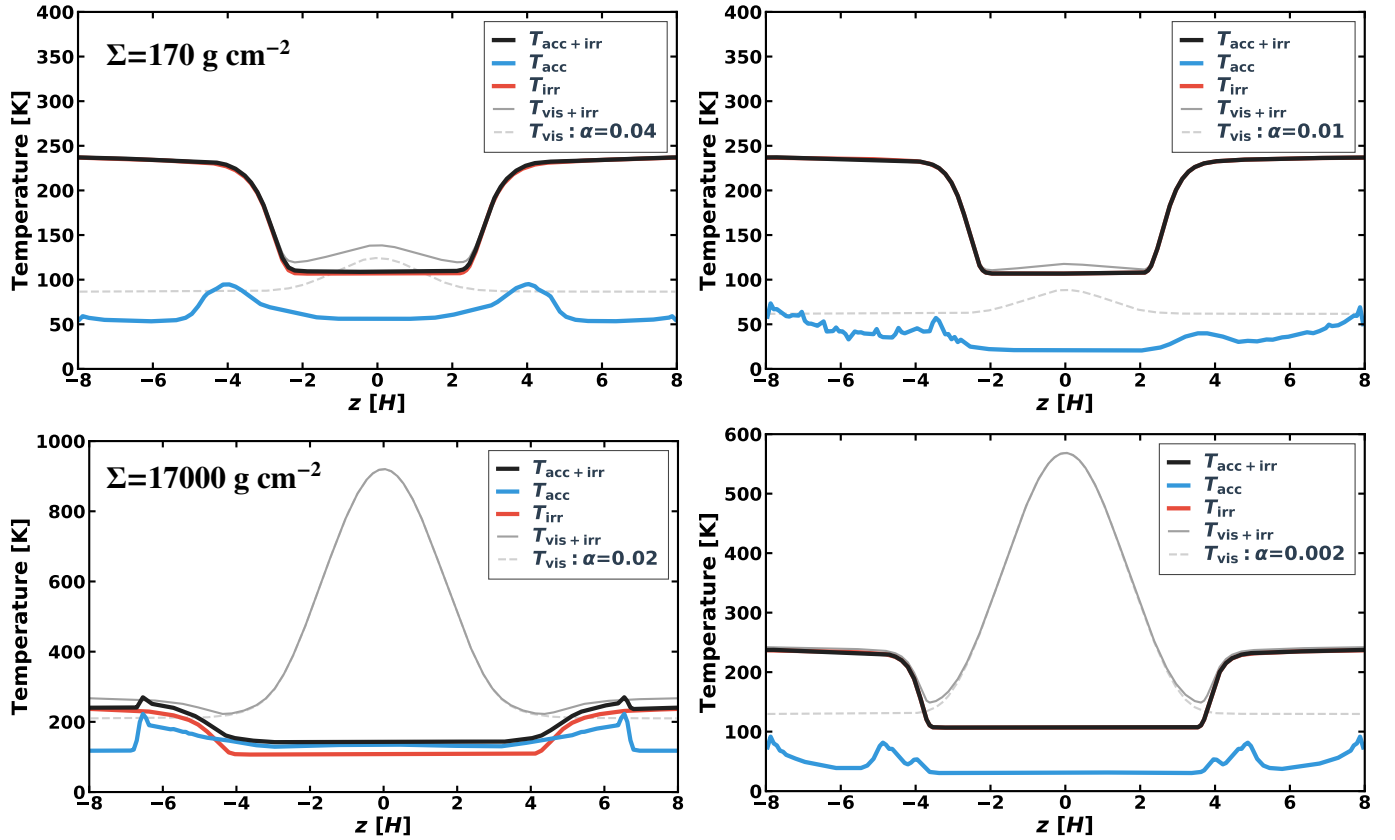 400
350
300
250
200
150
100
50
0
Temperature [K]
Σ=170 g cm⁻²
T_acc+irr
T_acc
T_irr
T_vis+irr
T_vis : α=0.04
−8 −6 −4 −2 0 2 4 6 8
z [H]
400
350
300
250
200
150
100
50
0
Temperature [K]
T_acc+irr
T_acc
T_irr
T_vis+irr
T_vis : α=0.01
−8 −6 −4 −2 0 2 4 6 8
z [H]
1000
800
600
400
200
0
Temperature [K]
Σ=17000 g cm⁻²
T_acc+irr
T_acc
T_irr
T_vis+irr
T_vis : α=0.02
−8 −6 −4 −2 0 2 4 6 8
z [H]
600
500
400
300
200
100
0
Temperature [K]
T_acc+irr
T_acc
T_irr
T_vis+irr
T_vis : α=0.002
−8 −6 −4 −2 0 2 4 6 8
z [H]